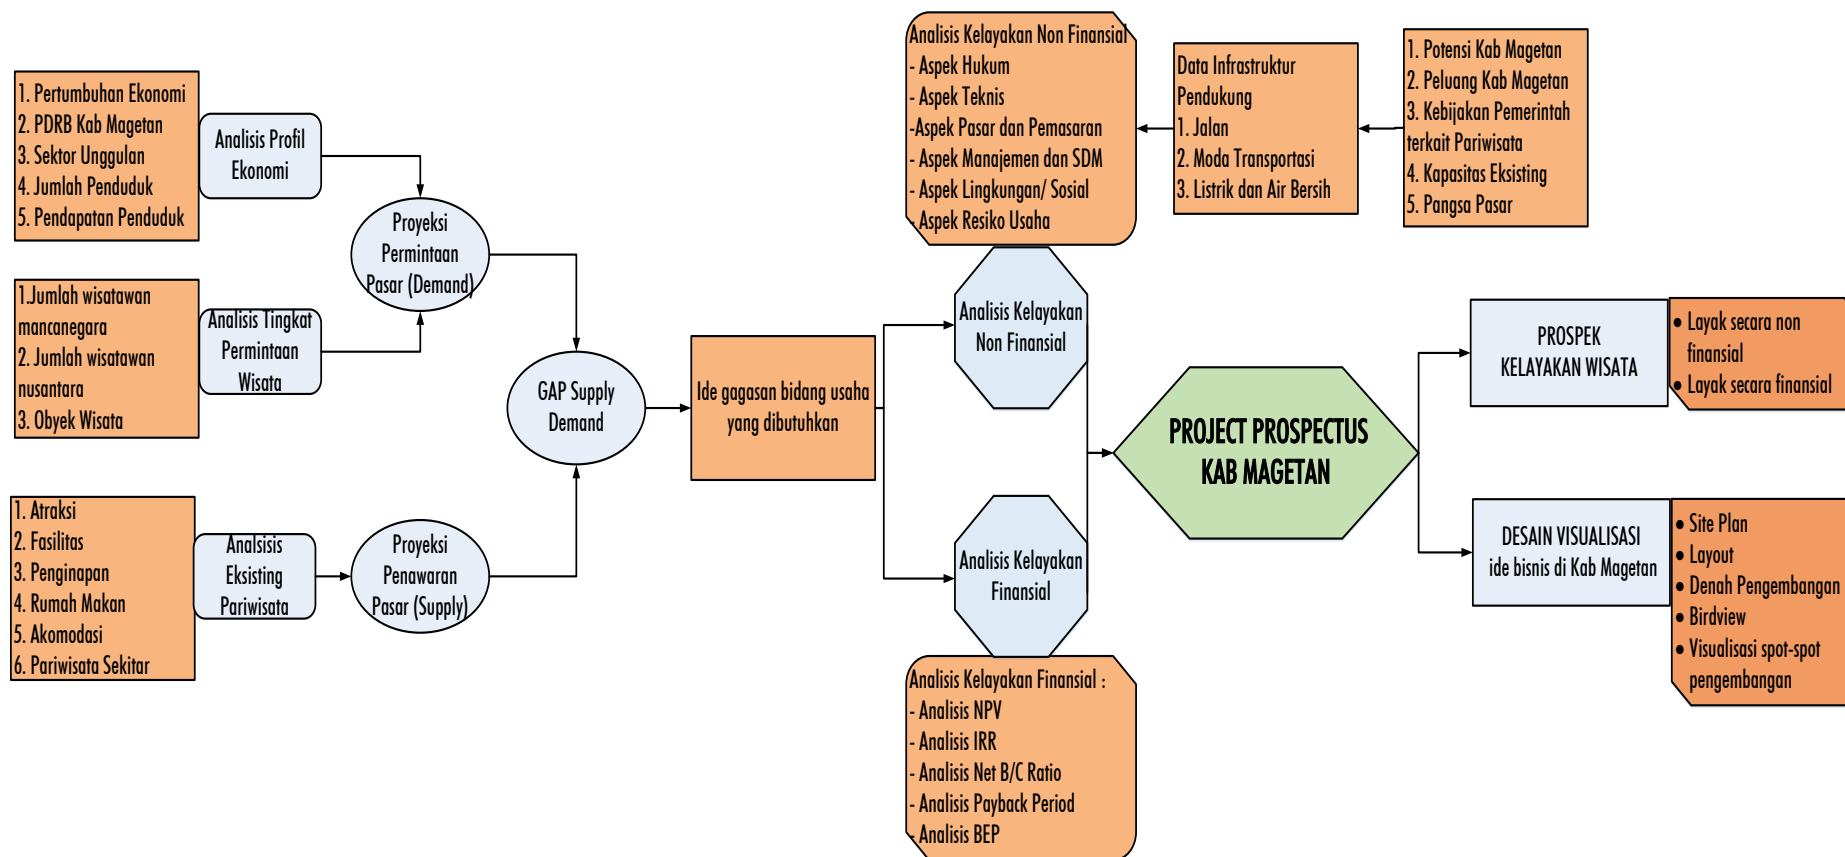 1. Pertumbuhan Ekonomi
2. PDRB Kab Magetan
3. Sektor Unggulan
4. Jumlah Penduduk
5. Pendapatan Penduduk
Analisis Profil
Ekonomi
1.Jumlah wisatawan
mancanegara
2. Jumlah wisatawan
nusantara
3. Obyek Wisata
Analisis Tingkat
Permintaan
Wisata
1. Atraksi
2. Fasilitas
3. Penginapan
4. Rumah Makan
5. Akomodasi
6. Pariwisata Sekitar
Analsisis
Eksisting
Pariwisata
Proyeksi
Permintaan
Pasar (Demand)
Proyeksi
Penawaran
Pasar (Supply)
GAP Supply
Demand
Ide gagasan bidang usaha
yang dibutuhkan
Analisis Kelayakan Non Finansial
- Aspek Hukum
- Aspek Teknis
-Aspek Pasar dan Pemasaran
- Aspek Manajemen dan SDM
- Aspek Lingkungan/ Sosial
- Aspek Resiko Usaha
Data Infrastruktur
Pendukung
1. Jalan
2. Moda Transportasi
3. Listrik dan Air Bersih
1. Potensi Kab Magetan
2. Peluang Kab Magetan
3. Kebijakan Pemerintah
terkait Pariwisata
4. Kapasitas Eksisting
5. Pangsa Pasar
Analisis Kelayakan
Non Finansial
Analisis Kelayakan
Finansial
Analisis Kelayakan Finansial :
- Analisis NPV
- Analisis IRR
- Analisis Net B/C Ratio
- Analisis Payback Period
- Analisis BEP
PROJECT PROSPECTUS
KAB MAGETAN
PROSPEK
KELAYAKAN WISATA
• Layak secara non
finansial
• Layak secara finansial
DESAIN VISUALISASI
ide bisnis di Kab Magetan
• Site Plan
• Layout
• Denah Pengembangan
• Birdview
• Visualisasi spot-spot
pengembangan